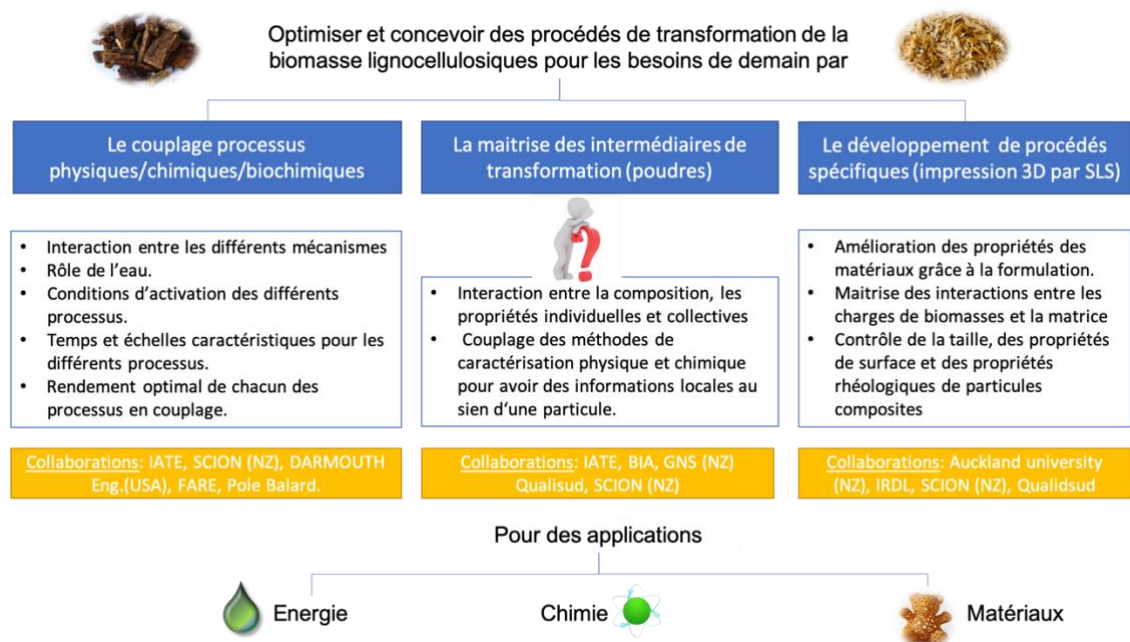 Optimiser et concevoir des procédés de transformation de la
biomasse lignocellulosiques pour les besoins de demain par
Le couplage processus
physiques/chimiques/biochimiques
• Interaction entre les différents mécanismes
• Rôle de l'eau.
• Conditions d'activation des différents
processus.
• Temps et échelles caractéristiques pour les
différents processus.
• Rendement optimal de chacun des
processus en couplage.
Collaborations: IATE, SCION (NZ), DARMOUTH
Eng.(USA), FARE, Pole Balard.
La maitrise des intermédiaires de
transformation (poudres)
?
• Interaction entre la composition, les
propriétés individuelles et collectives
• Couplage des méthodes de
caractérisation physique et chimique
pour avoir des informations locales au
sien d'une particule.
Collaborations: IATE, BIA, GNS (NZ)
Qualisud, SCION (NZ)
Le développement de procédés
spécifiques (impression 3D par SLS)
• Amélioration des propriétés des
matériaux grâce à la formulation.
• Maitrise des interactions entre les
charges de biomasses et la matrice
• Contrôle de la taille, des propriétés
de surface et des propriétés
rhéologiques de particules
composites
Collaborations: Auckland university
(NZ), IRDL, SCION (NZ), Qualidsud
Pour des applications
Energie
Chimie
Matériaux